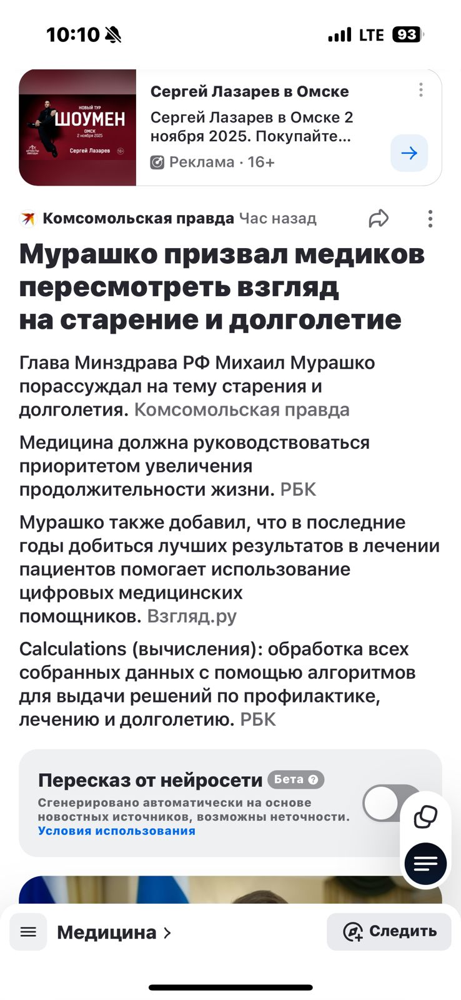 10:10
LTE 93
НОВЫЙ ТУР
ШОУМЕН
ОМСК
2 ноября 2025
АРТИСТЫ
ЗВЕЗДЫ
Сергей Лазарев 16+
Сергей Лазарев в Омске
Сергей Лазарев в Омске 2
ноября 2025. Покупайте...
Реклама · 16+
Комсомольская правда Час назад
Мурашко призвал медиков
пересмотреть взгляд
на старение и долголетие
Глава Минздрава РФ Михаил Мурашко
порассуждал на тему старения и
долголетия. Комсомольская правда
Медицина должна руководствоваться
приоритетом увеличения
продолжительности жизни. РБК
Мурашко также добавил, что в последние
годы добиться лучших результатов в лечении
пациентов помогает использование
цифровых медицинских
помощников. Взгляд.ру
Calculations (вычисления): обработка всех
собранных данных с помощью алгоритмов
для выдачи решений по профилактике,
лечению и долголетию. РБК
Пересказ от нейросети Бета ?
Сгенерировано автоматически на основе
новостных источников, возможны неточности.
Условия использования
Медицина
Следить